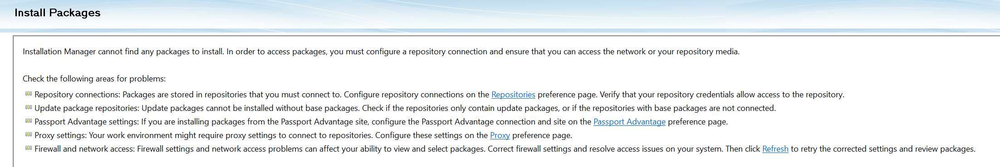 Install Packages
Installation Manager cannot find any packages to install. In order to access packages, you must configure a repository connection and ensure that you can access the network or your repository media.
Check the following areas for problems:
Repository connections: Packages are stored in repositories that you must connect to. Configure repository connections on the Repositories preference page. Verify that your repository credentials allow access to the repository.
Update package repositories: Update packages cannot be installed without base packages. Check if the repositories only contain update packages, or if the repositories with base packages are not connected.
Passport Advantage settings: If you are installing packages from the Passport Advantage site, configure the Passport Advantage connection and site on the Passport Advantage preference page.
Proxy settings: Your work environment might require proxy settings to connect to repositories. Configure these settings on the Proxy preference page.
Firewall and network access: Firewall settings and network access problems can affect your ability to view and select packages. Correct firewall settings and resolve access issues on your system. Then click Refresh to retry the corrected settings and review packages.